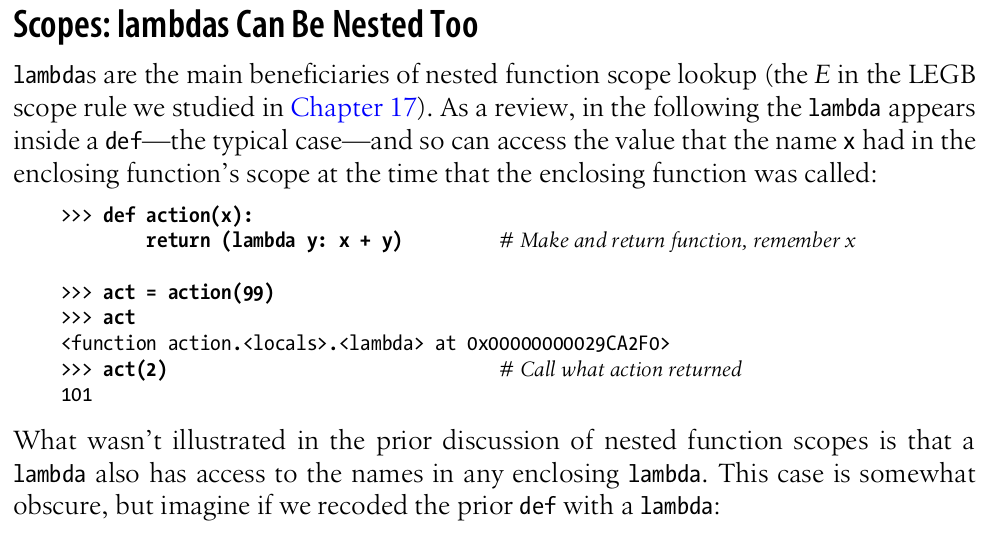 Scopes: lambdas Can Be Nested Too
lambdas are the main beneficiaries of nested function scope lookup (the E in the LEGB
scope rule we studied in Chapter 17). As a review, in the following the lambda appears
inside a def—the typical case—and so can access the value that the name x had in the
enclosing function's scope at the time that the enclosing function was called:
>>> def action(x):
        return (lambda y: x + y)         # Make and return function, remember x
>>> act = action(99)
>>> act
<function action.<locals>.<lambda> at 0x00000000029CA2F0>
>>> act(2)                               # Call what action returned
101
What wasn't illustrated in the prior discussion of nested function scopes is that a
lambda also has access to the names in any enclosing lambda. This case is somewhat
obscure, but imagine if we recoded the prior def with a lambda: